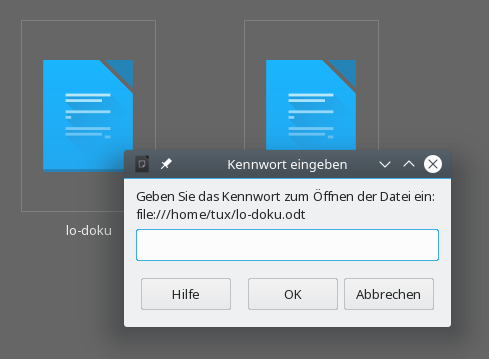 Kennwort eingeben
Geben Sie das Kennwort zum Öffnen der Datei ein:
file:///home/tux/lo-doku.odt
lo-doku
Hilfe
OK
Abbrechen